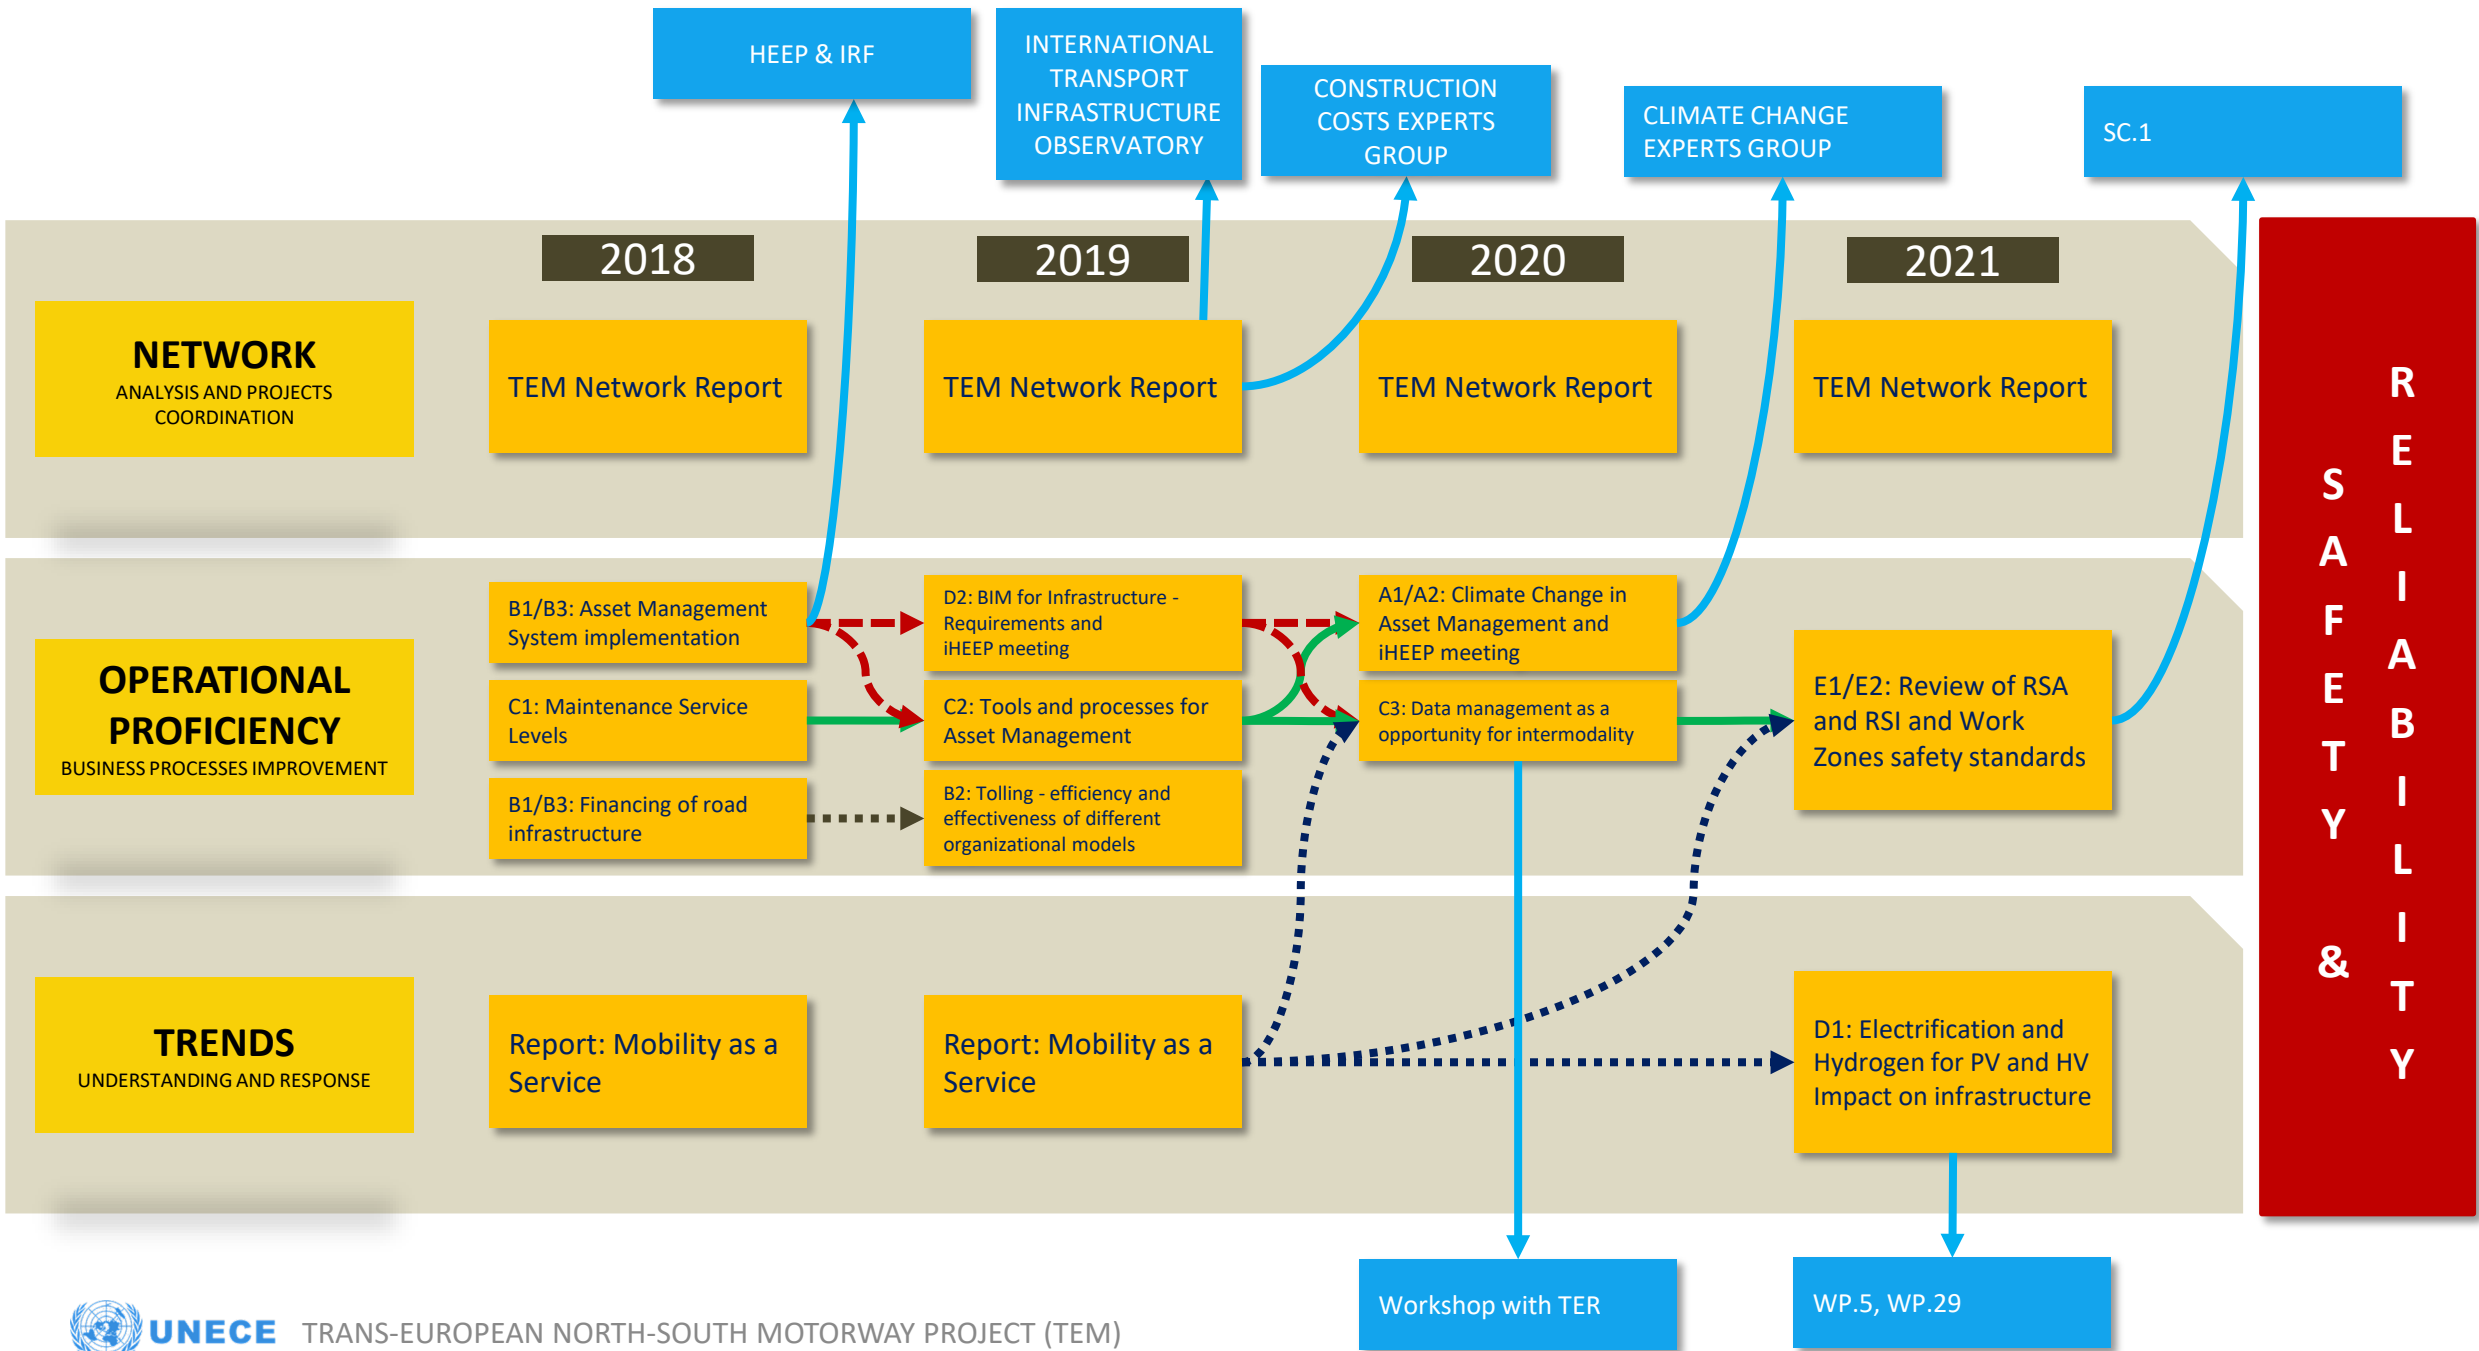 HEEP & IRF
INTERNATIONAL
TRANSPORT
INFRASTRUCTURE
OBSERVATORY
CONSTRUCTION
COSTS EXPERTS
GROUP
CLIMATE CHANGE
EXPERTS GROUP
SC.1
2018
2019
2020
2021
NETWORK
ANALYSIS AND PROJECTS
COORDINATION
TEM Network Report
TEM Network Report
TEM Network Report
TEM Network Report
OPERATIONAL
PROFICIENCY
BUSINESS PROCESSES IMPROVEMENT
B1/B3: Asset Management
System implementation
C1: Maintenance Service
Levels
B1/B3: Financing of road
infrastructure
D2: BIM for Infrastructure -
Requirements and
iHEEP meeting
C2: Tools and processes for
Asset Management
B2: Tolling - efficiency and
effectiveness of different
organizational models
A1/A2: Climate Change in
Asset Management and
iHEEP meeting
C3: Data management as a
opportunity for intermodality
E1/E2: Review of RSA
and RSI and Work
Zones safety standards
TRENDS
UNDERSTANDING AND RESPONSE
Report: Mobility as a
Service
Report: Mobility as a
Service
D1: Electrification and
Hydrogen for PV and HV
Impact on infrastructure
SAFETY &
RELIABILITY
Workshop with TER
WP.5, WP.29
UNECE TRANS-EUROPEAN NORTH-SOUTH MOTORWAY PROJECT (TEM)